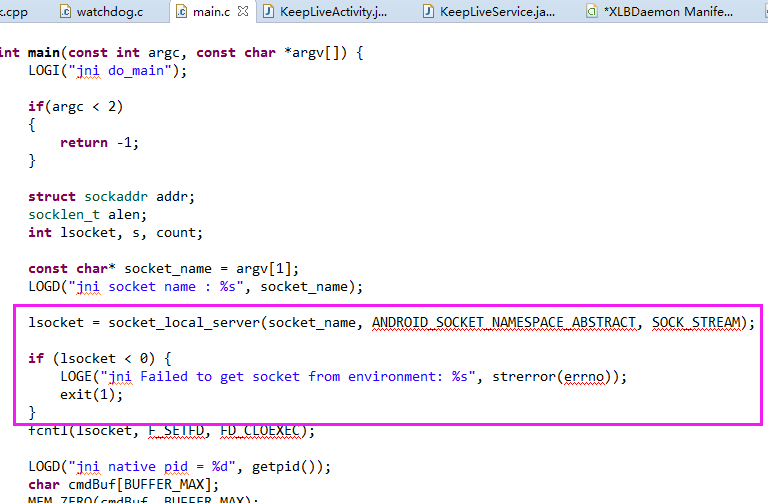 k.cpp watchdog.c main.c KeepLiveActivity.j... KeepLiveService.ja... *XLBDaemon Manife...
int main(const int argc, const char *argv[]) {
LOGI("jni do_main");
if(argc < 2)
{
return -1;
}
struct sockaddr addr;
socklen_t alen;
int lsocket, s, count;
const char* socket_name = argv[1];
LOGD("jni socket name : %s", socket_name);
lsocket = socket_local_server(socket_name, ANDROID_SOCKET_NAMESPACE_ABSTRACT, SOCK_STREAM);
if (lsocket < 0) {
LOGE("jni Failed to get socket from environment: %s", strerror(errno));
exit(1);
}
fcntl(lsocket, F_SETFD, FD_CLOEXEC);
LOGD("jni native pid = %d", getpid());
char cmdBuf[BUFFER_MAX];
MEM_ZERO(cmdBuf, BUFFER_MAX);